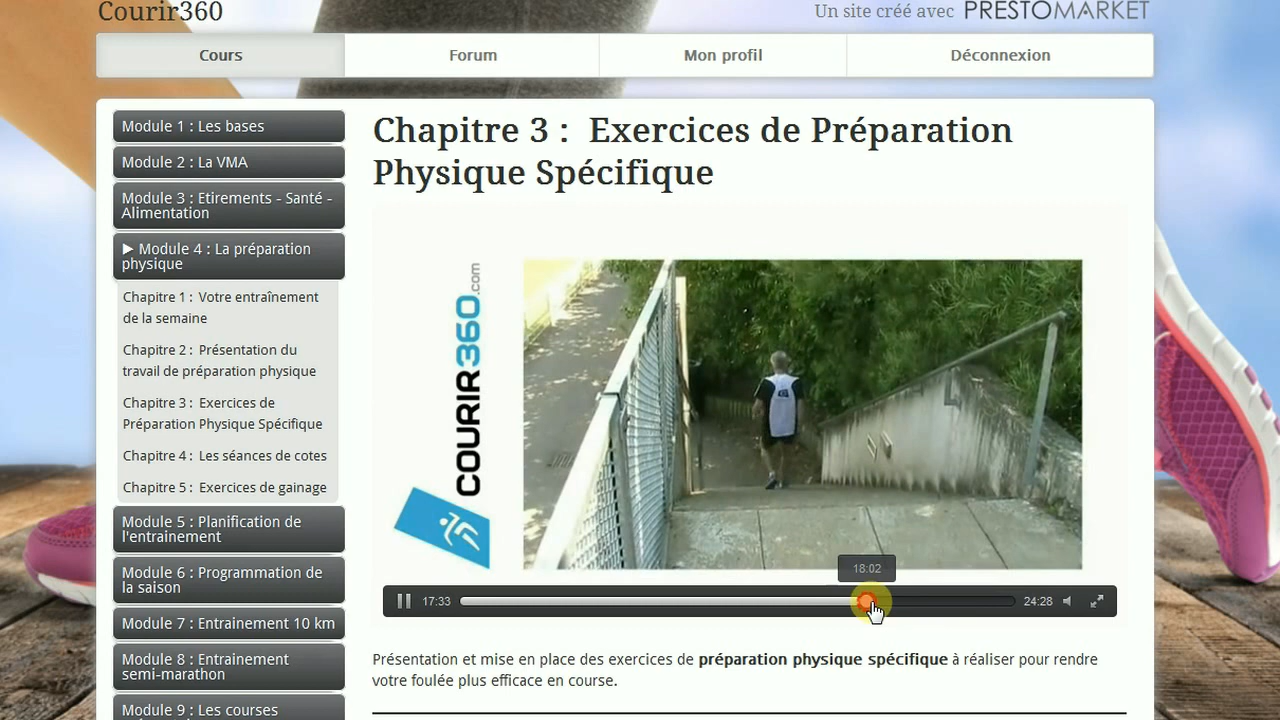 Courir360
Un site créé avec PRESTOMARKET
Cours
Forum
Mon profil
Déconnexion
Module 1 : Les bases
Module 2 : La VMA
Module 3 : Etirements - Santé -
Alimentation
▶ Module 4 : La préparation
physique
Chapitre 1 : Votre entraînement
de la semaine
Chapitre 2 : Présentation du
travail de préparation physique
Chapitre 3 : Exercices de
Préparation Physique Spécifique
Chapitre 4 : Les séances de cotes
Chapitre 5 : Exercices de gainage
Module 5 : Planification de
l'entrainement
Module 6 : Programmation de
la saison
Module 7 : Entrainement 10 km
Module 8 : Entrainement
semi-marathon
Module 9 : Les courses
Chapitre 3 : Exercices de Préparation
Physique Spécifique
COURIR360.com
18:02
17:33
24:28
Présentation et mise en place des exercices de préparation physique spécifique à réaliser pour rendre
votre foulée plus efficace en course.